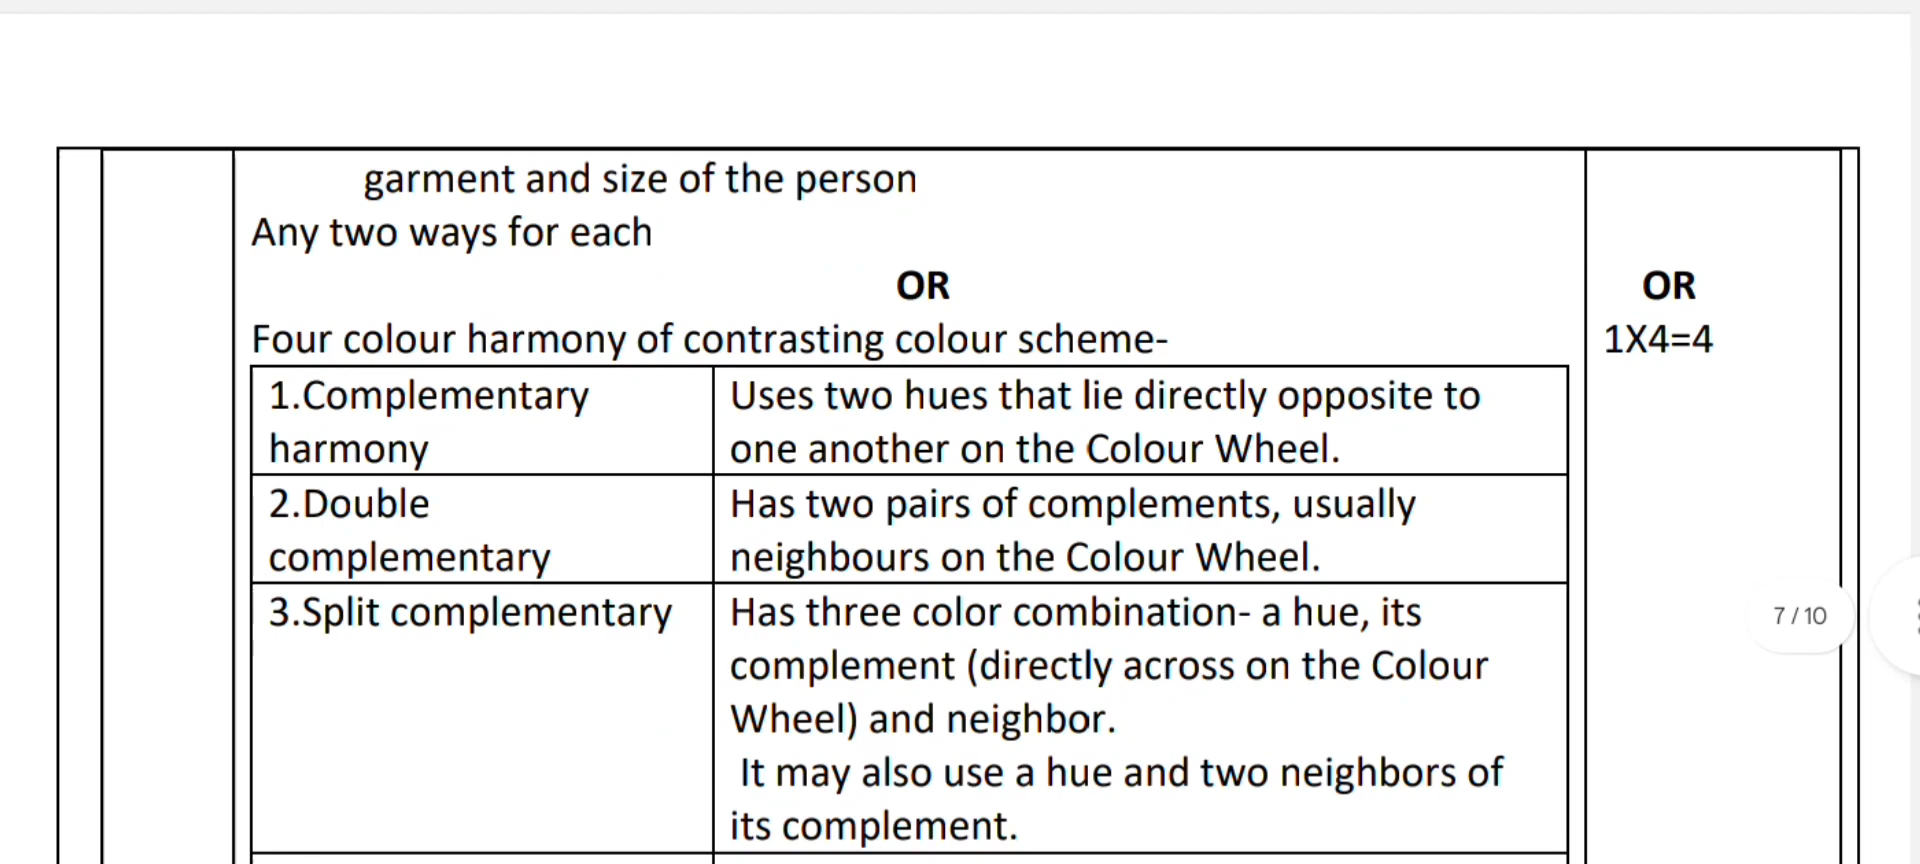 garment and size of the person
Any two ways for each
OR
OR
Four colour harmony of contrasting colour scheme-
1X4=4
1.Complementary
harmony
Uses two hues that lie directly opposite to
one another on the Colour Wheel.
2.Double
complementary
Has two pairs of complements, usually
neighbours on the Colour Wheel.
3.Split complementary
Has three color combination- a hue, its
complement (directly across on the Colour
Wheel) and neighbor.
It may also use a hue and two neighbors of
its complement.
7 / 10